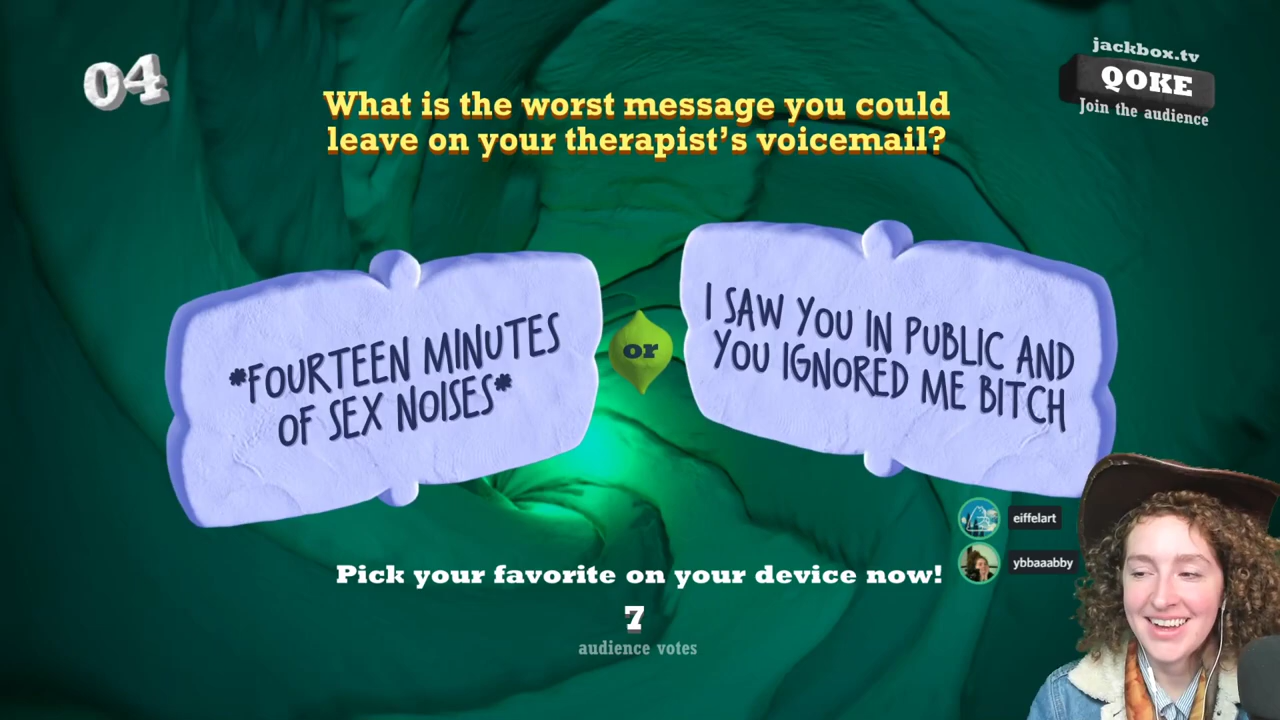 04
jackbox.tv
QOKE
Join the audience
What is the worst message you could
leave on your therapist's voicemail?
*FOURTEEN MINUTES
OF SEX NOISES*
or
I SAW YOU IN PUBLIC AND
YOU IGNORED ME BITCH
eiffelart
ybbaaabby
Pick your favorite on your device now!
7
audience votes